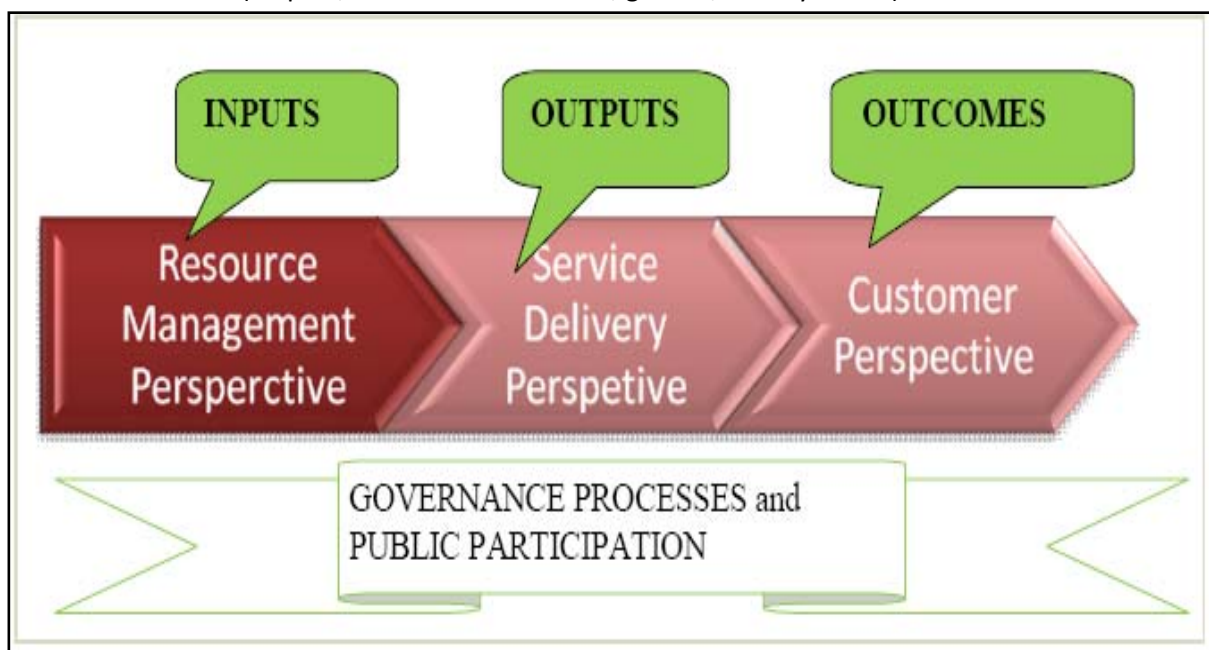 INPUTS
OUTPUTS
OUTCOMES
Resource
Management
Persperctive
Service
Delivery
Perspetive
Customer
Perspective
GOVERNANCE PROCESSES and
PUBLIC PARTICIPATION